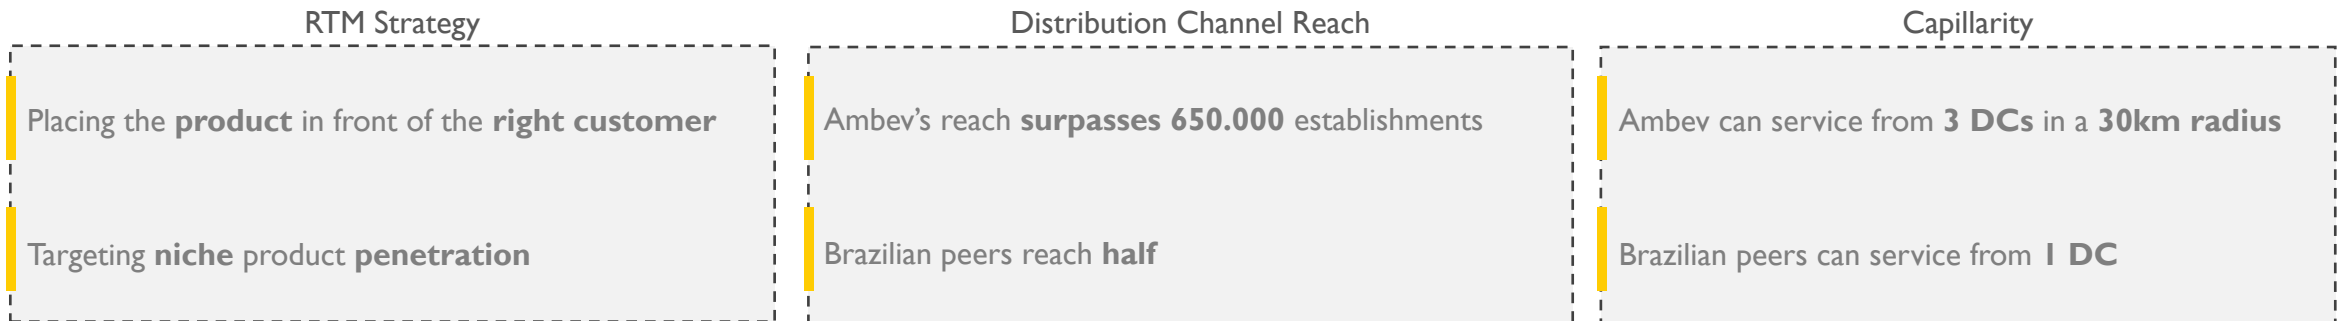 RTM Strategy
Placing the product in front of the right customer
Targeting niche product penetration
Distribution Channel Reach
Ambev’s reach surpasses 650.000 establishments
Brazilian peers reach half
Capillarity
Ambev can service from 3 DCs in a 30km radius
Brazilian peers can service from 1 DC